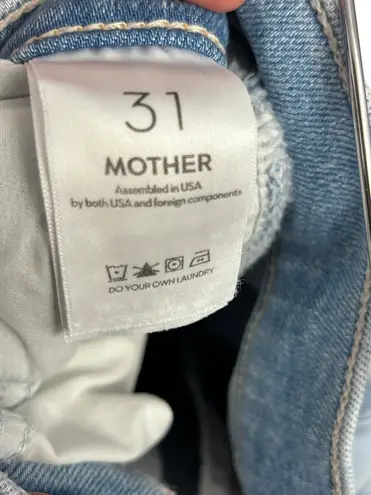 31
MOTHER
Assembled in USA
by both USA and foreign components
DO YOUR OWN LAUNDRY